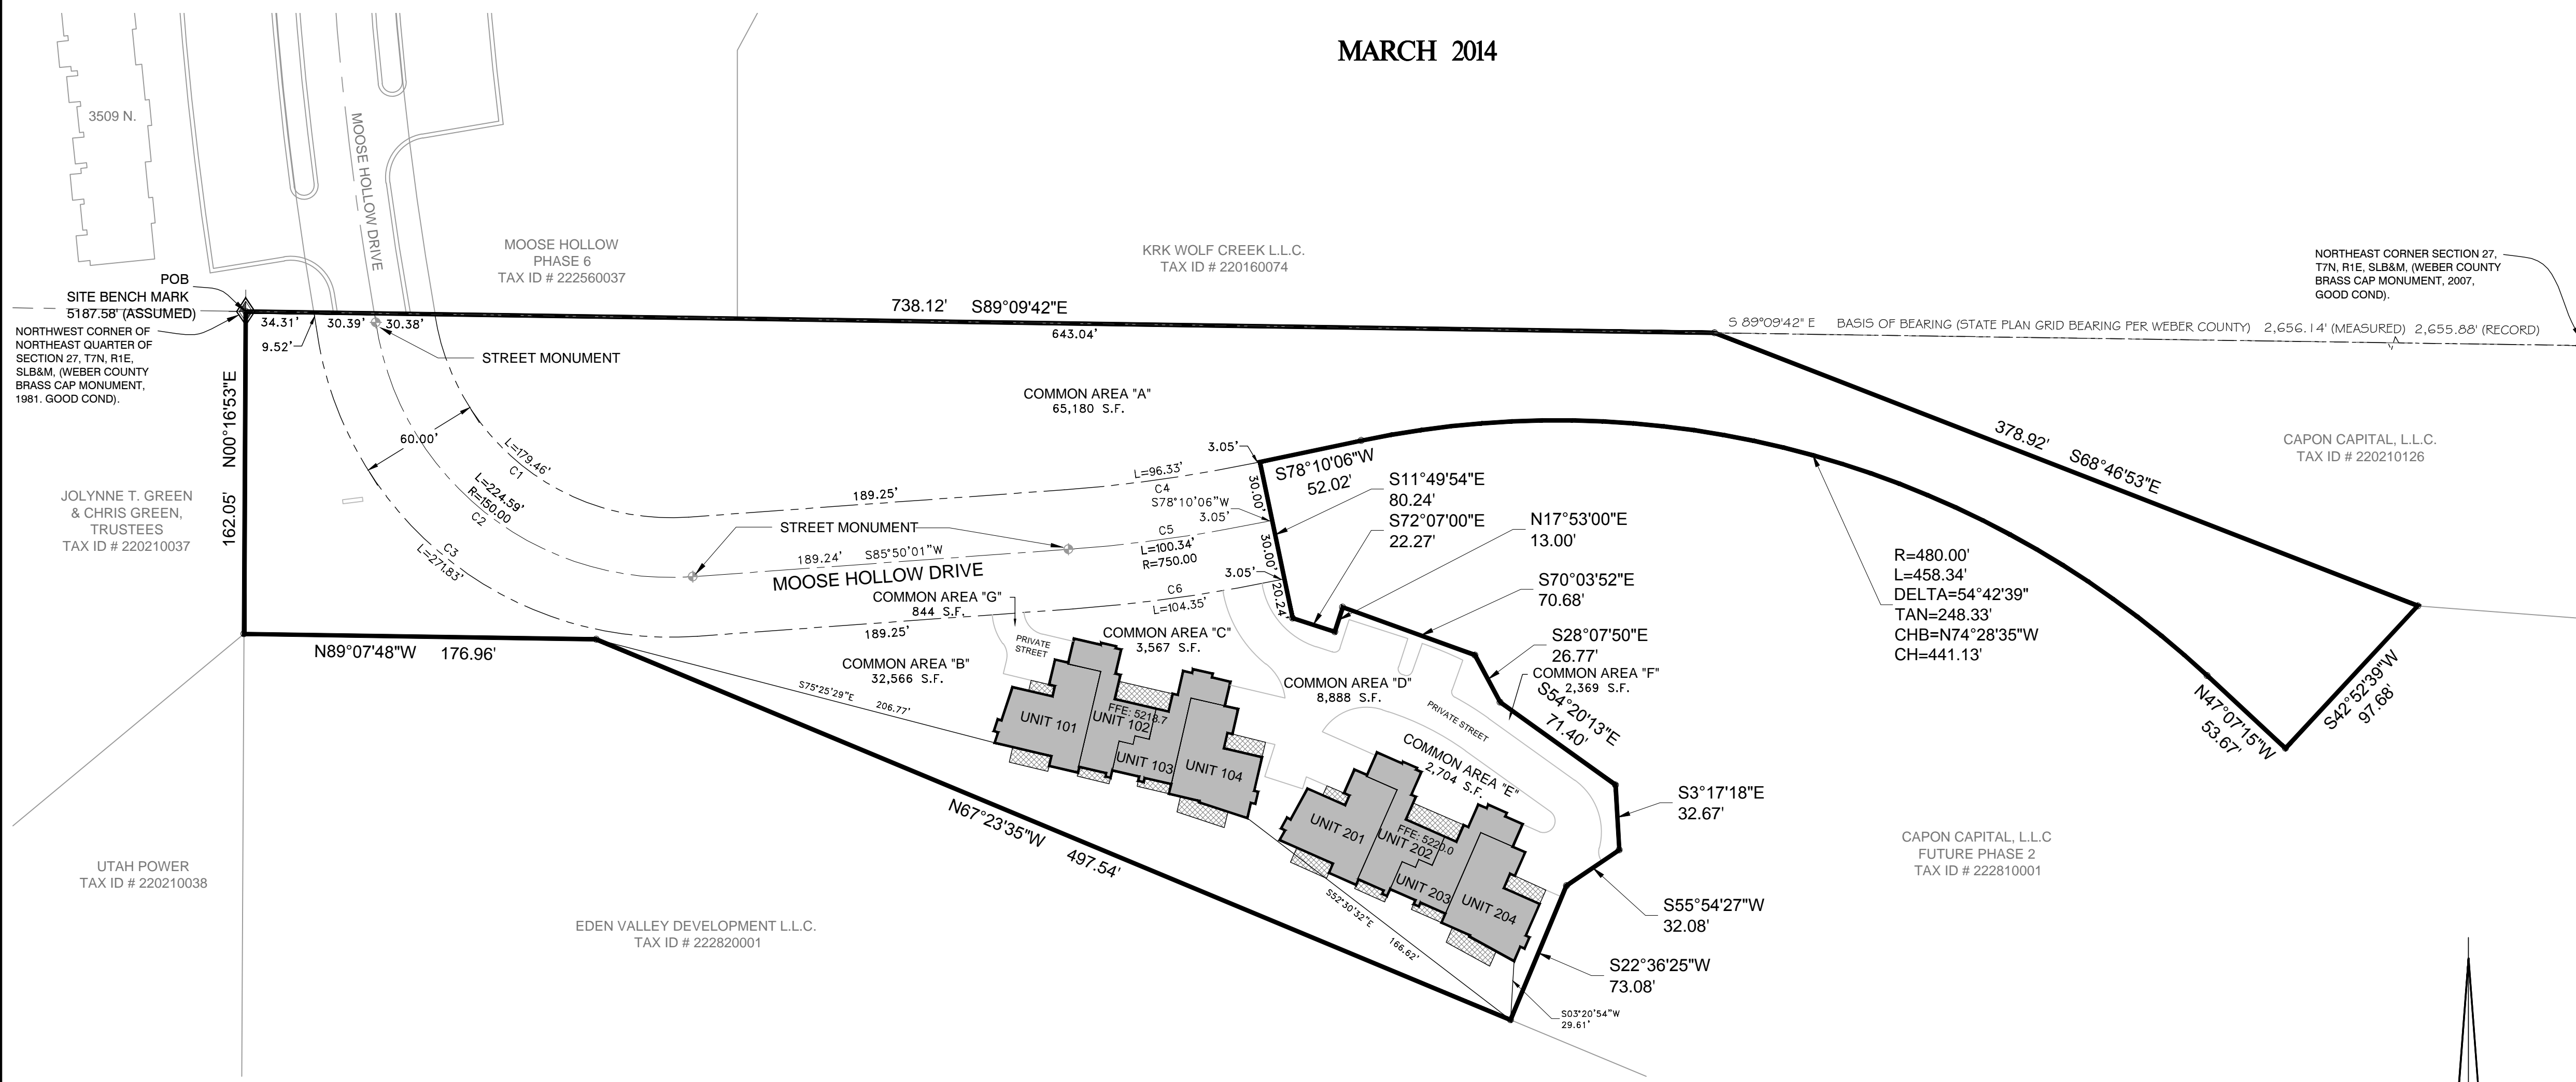 MARCH 2014
3509 N.
MOOSE HOLLOW DRIVE
MOOSE HOLLOW
PHASE 6
TAX ID # 222560037
KRK WOLF CREEK L.L.C.
TAX ID # 220160074
NORTHEAST CORNER SECTION 27,
T7N, R1E, SLB&M, (WEBER COUNTY
BRASS CAP MONUMENT, 2007,
GOOD COND).
POB
SITE BENCH MARK
5187.58' (ASSUMED)
NORTHWEST CORNER OF
NORTHEAST QUARTER OF
SECTION 27, T7N, R1E,
SLB&M, (WEBER COUNTY
BRASS CAP MONUMENT,
1981. GOOD COND).
738.12' S89°09'42"E
34.31'
30.39'
30.38'
9.52'
643.04'
STREET MONUMENT
S 89°09'42" E BASIS OF BEARING (STATE PLAN GRID BEARING PER WEBER COUNTY) 2,656.14' (MEASURED) 2,655.88' (RECORD)
162.05' N00°16'53"E
COMMON AREA "A"
65,180 S.F.
60.00'
L=179.46'
C1
L=224.59'
R=150.00
C2
C3
L=271.83'
JOLYNNE T. GREEN
& CHRIS GREEN,
TRUSTEES
TAX ID # 220210037
378.92' S68°46'53"E
CAPON CAPITAL, L.L.C.
TAX ID # 220210126
3.05'
L=96.33'
C4
189.25'
S78°10'06"W
3.05'
S78°10'06"W
52.02'
30.00'
S11°49'54"E
80.24'
S72°07'00"E
22.27'
N17°53'00"E
13.00'
STREET MONUMENT
C5
L=100.34'
R=750.00
189.24' S85°50'01"W
MOOSE HOLLOW DRIVE
30.00'
3.05'
20.24'
C6
L=104.35'
R=480.00'
L=458.34'
DELTA=54°42'39"
TAN=248.33'
CHB=N74°28'35"W
CH=441.13'
S70°03'52"E
70.68'
COMMON AREA "G"
844 S.F.
189.25'
PRIVATE
STREET
COMMON AREA "C"
3,567 S.F.
N89°07'48"W 176.96'
COMMON AREA "B"
32,566 S.F.
S28°07'50"E
26.77'
COMMON AREA "F"
2,369 S.F.
COMMON AREA "D"
8,888 S.F.
S75°25'29"E 206.77'
PRIVATE STREET
S54°20'13"E
71.40'
N47°07'15"W
53.67'
S42°52'39"W
97.68'
UNIT 101
UNIT 102
FFE: 5218.7
UNIT 103
UNIT 104
COMMON AREA "E"
2,704 S.F.
S3°17'18"E
32.67'
N67°23'35"W 497.54'
UNIT 201
UNIT 202
FFE: 5220.0
UNIT 203
UNIT 204
CAPON CAPITAL, L.L.C
FUTURE PHASE 2
TAX ID # 222810001
UTAH POWER
TAX ID # 220210038
S52°30'32"E 166.62'
S55°54'27"W
32.08'
EDEN VALLEY DEVELOPMENT L.L.C.
TAX ID # 222820001
S22°36'25"W
73.08'
S03°20'54"W
29.61'